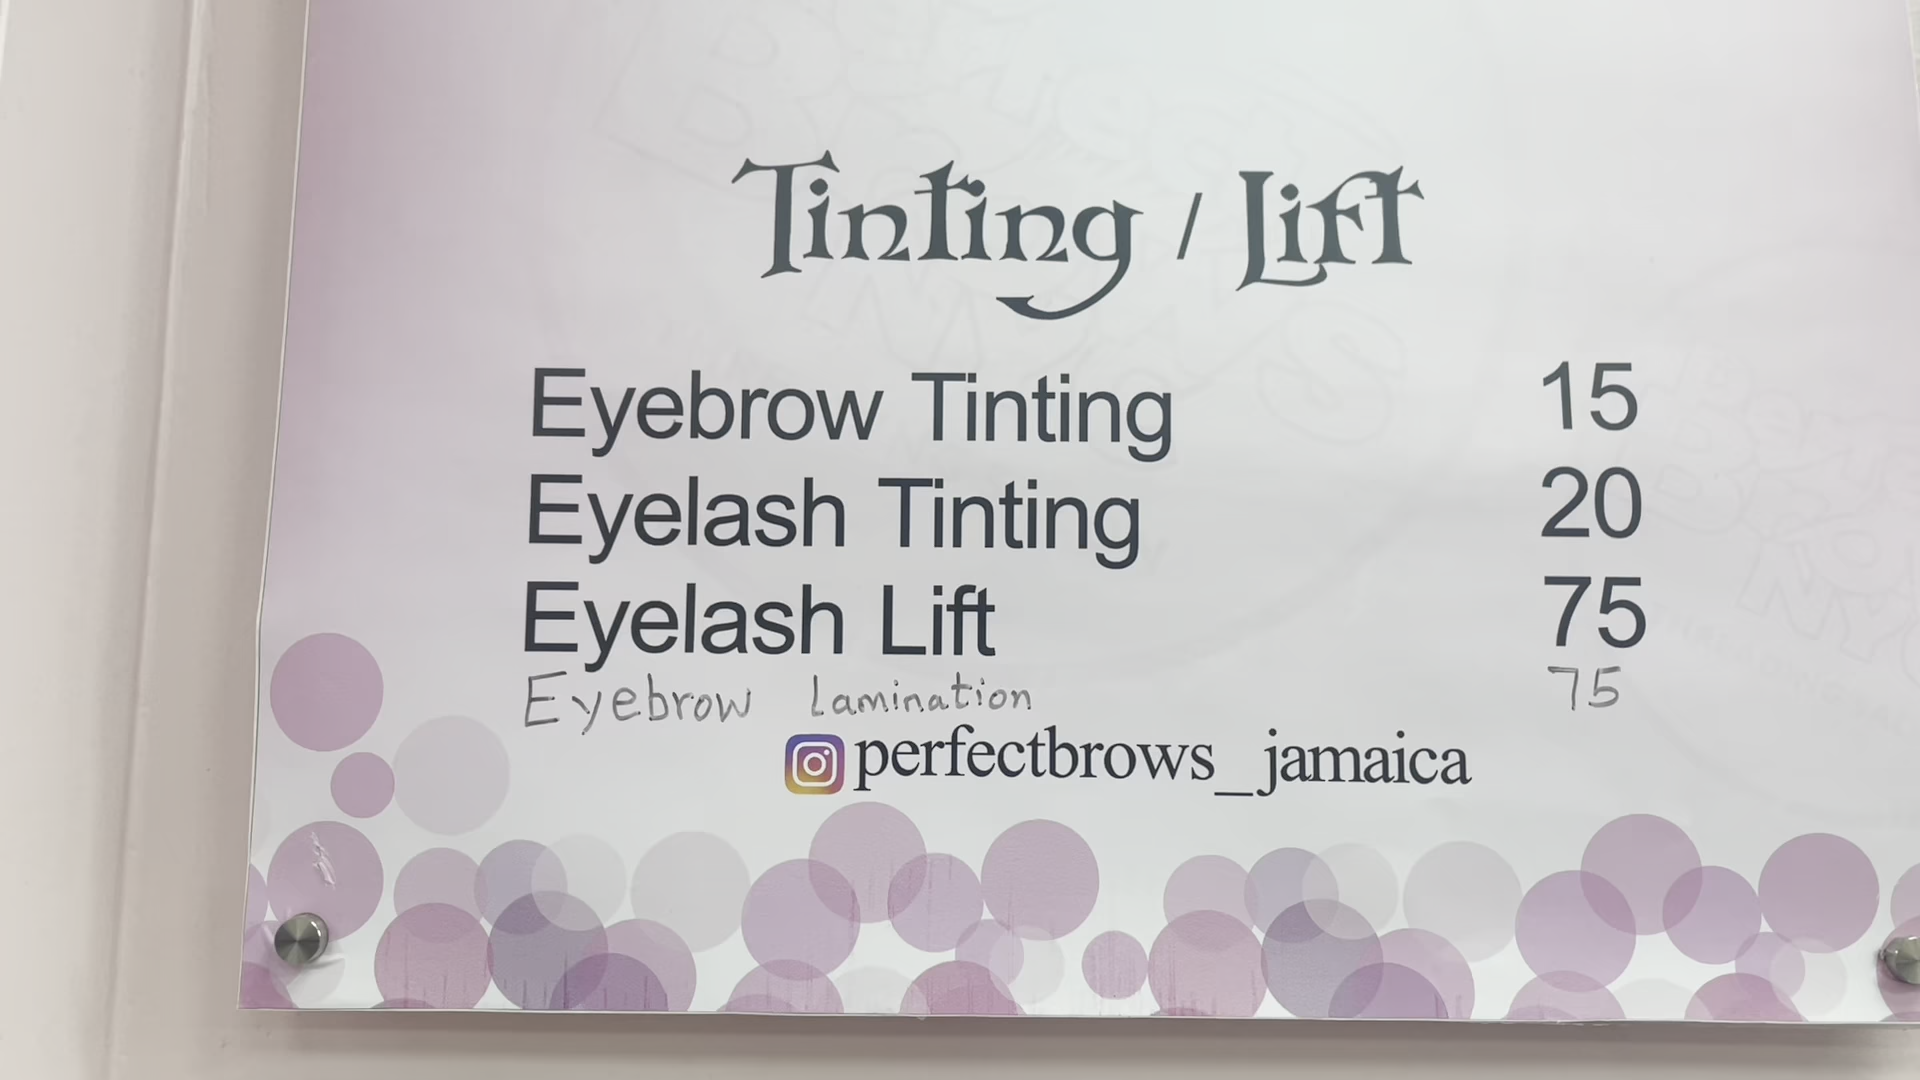 Tinting / Lift
Eyebrow Tinting 15
Eyelash Tinting 20
Eyelash Lift 75
Eyebrow Lamination 75
perfectbrows_jamaica